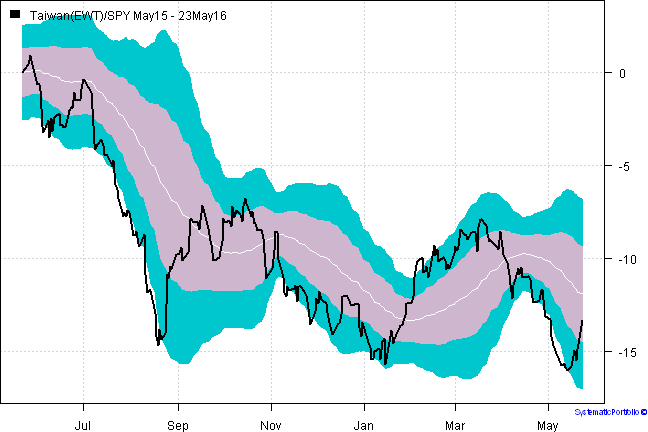 Taiwan(EWT)/SPY May15 - 23May16
0
-5
-10
-15
SystematicPortfolio ©
Jul Sep Nov Jan Mar May